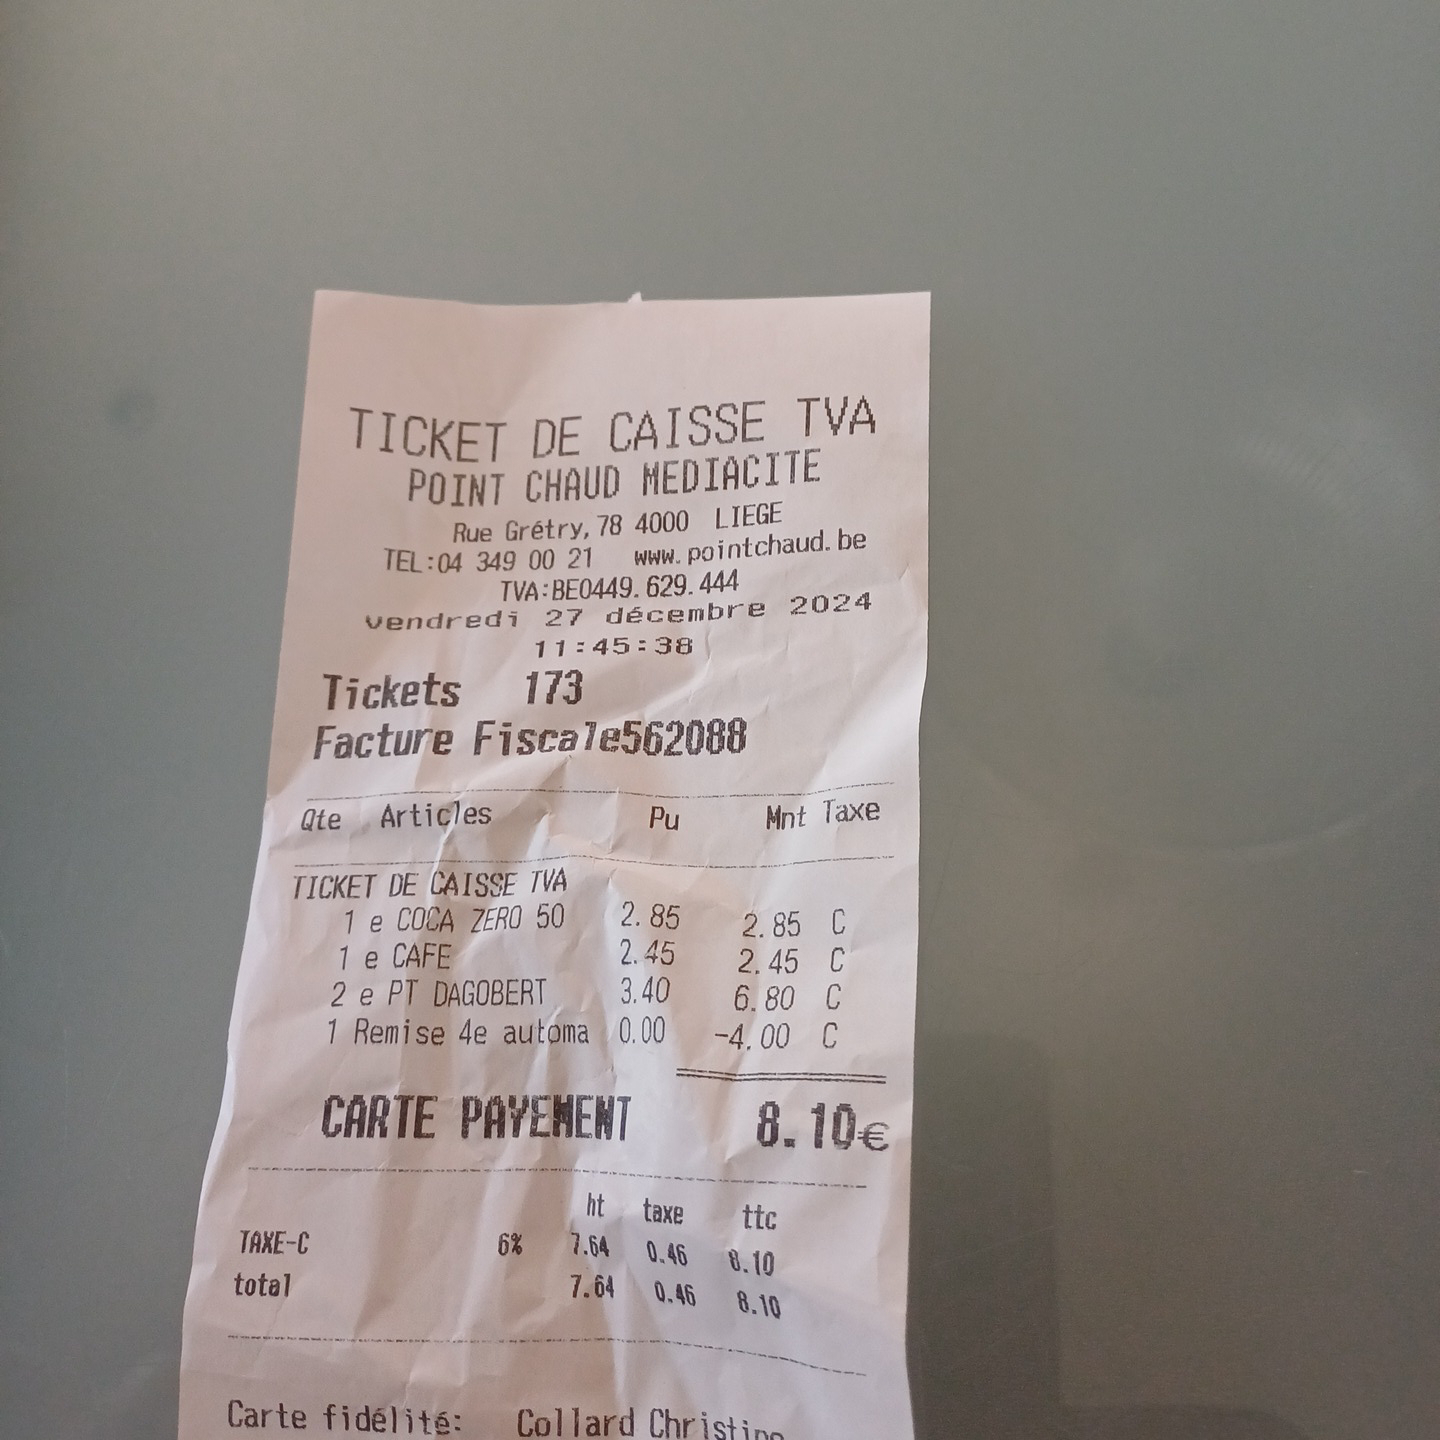 TICKET DE CAISSE TVA
POINT CHAUD MEDIACITE
Rue Grétry, 78 4000 LIEGE
TEL:04 349 00 21 www.pointchaud.be
TVA:BE0449.629.444
vendredi 27 décembre 2024
11:45:38
Tickets 173
Facture Fiscale562088
Qte Articles Pu Mnt Taxe
TICKET DE CAISSE TVA
1 e COCA ZERO 50 2.85 2.85 C
1 e CAFE 2.45 2.45 C
2 e PT DAGOBERT 3.40 6.80 C
1 Remise 4e automa 0.00 -4.00 C
CARTE PAYEMENT 8.10€
ht taxe ttc
TAXE-C 6% 7.64 0.46 8.10
total 7.64 0.46 8.10
Carte fidélité: Collard Christine